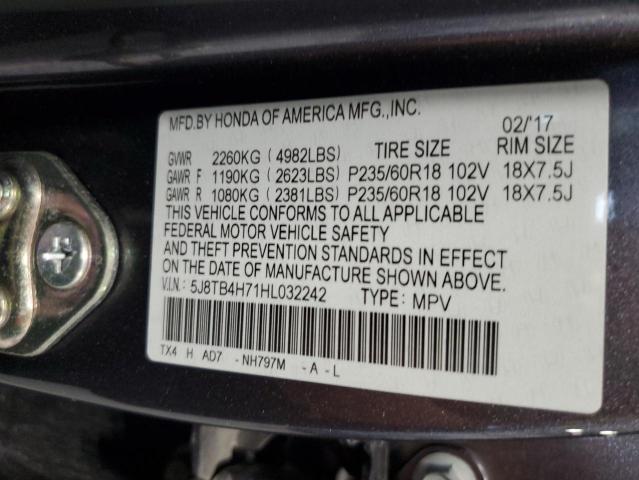 MFD.BY HONDA OF AMERICA MFG.,INC. 02/'17
GVWR 2260KG (4982LBS) TIRE SIZE RIM SIZE
GAWR F 1190KG (2623LBS) P235/60R18 102V 18X7.5J
GAWR R 1080KG (2381LBS) P235/60R18 102V 18X7.5J
THIS VEHICLE CONFORMS TO ALL APPLICABLE
FEDERAL MOTOR VEHICLE SAFETY
AND THEFT PREVENTION STANDARDS IN EFFECT
ON THE DATE OF MANUFACTURE SHOWN ABOVE.
V.I.N.: 5J8TB4H71HL032242 TYPE: MPV
TX4 H AD7 -NH797M -A-L